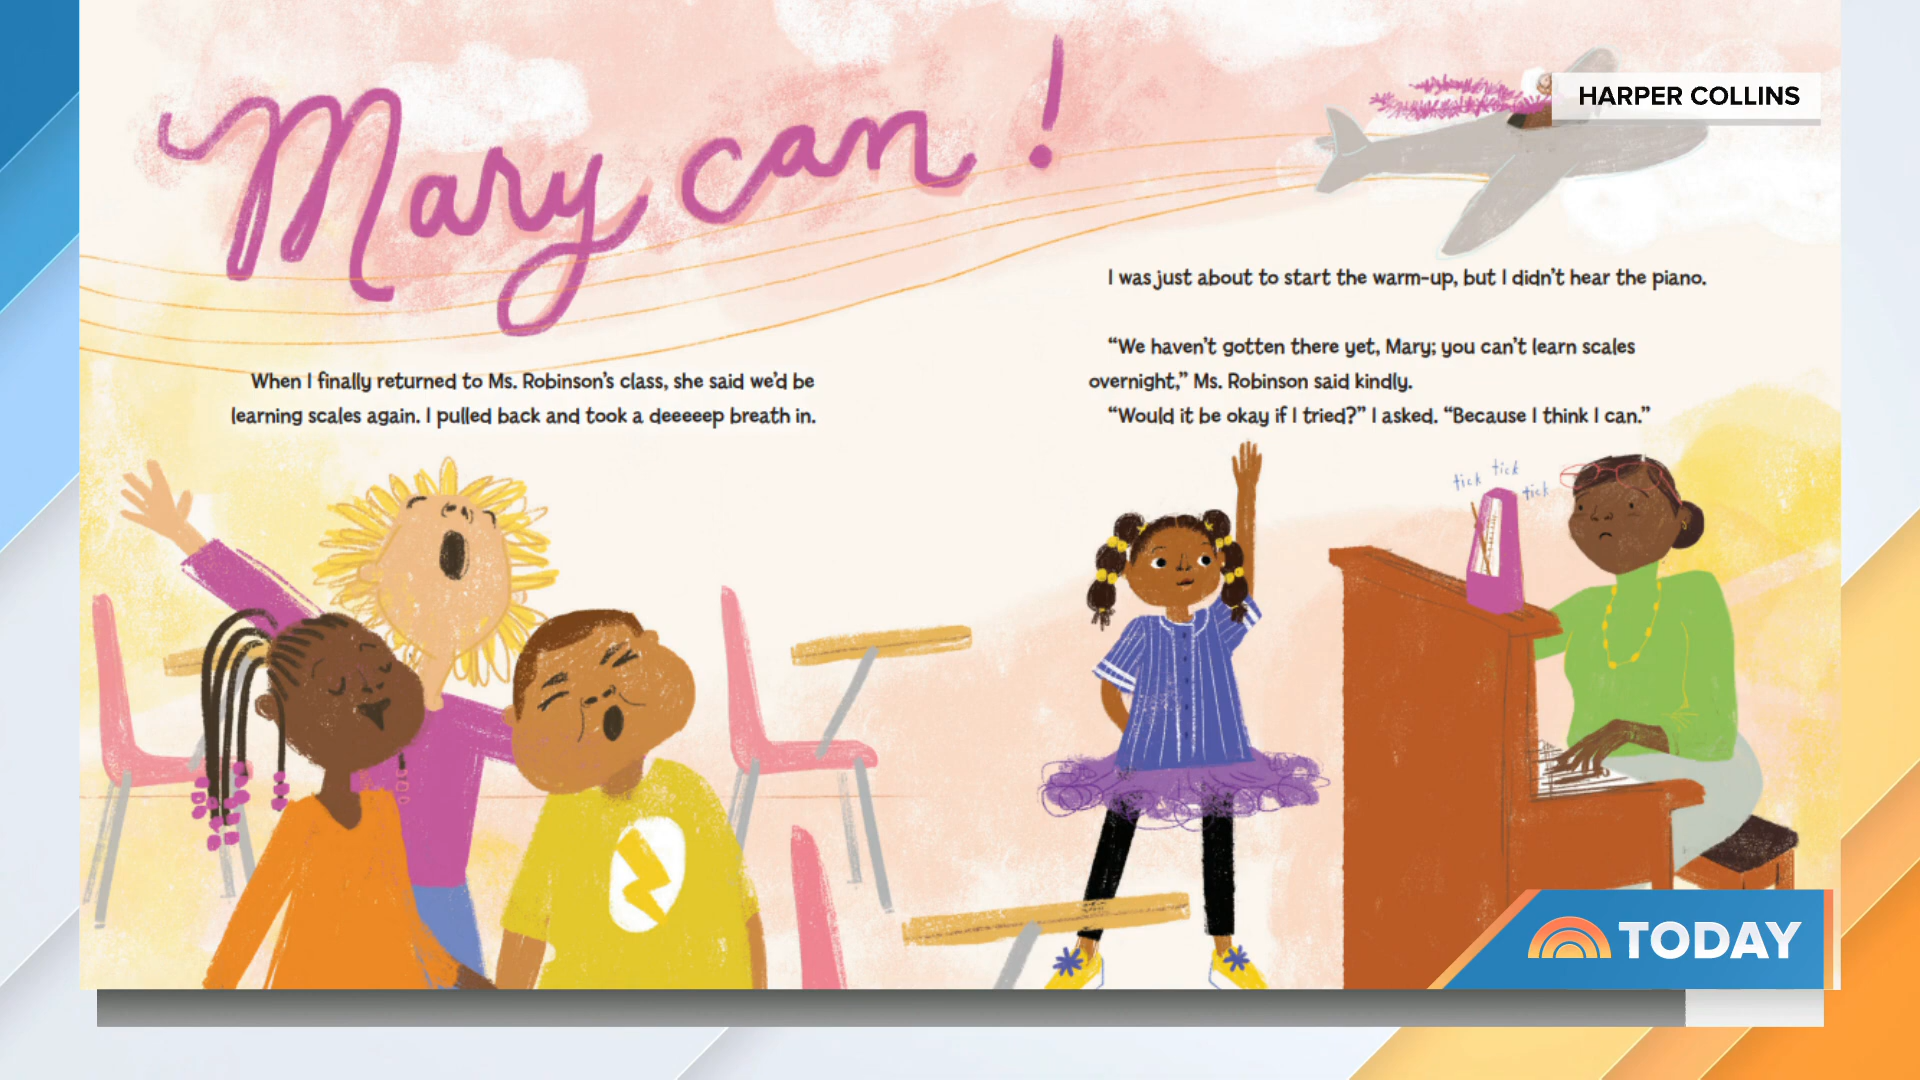 Mary can!
HARPER COLLINS
When I finally returned to Ms. Robinson's class, she said we'd be
learning scales again. I pulled back and took a deeeeep breath in.
I was just about to start the warm-up, but I didn't hear the piano.
“We haven't gotten there yet, Mary; you can't learn scales
overnight,” Ms. Robinson said kindly.
“Would it be okay if I tried?” I asked. “Because I think I can.”
tick tick
tick
TODAY